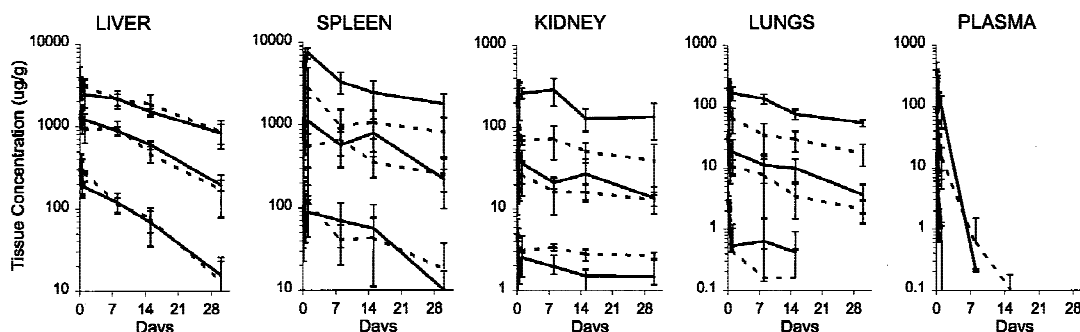 LIVER SPLEEN KIDNEY LUNGS PLASMA
Tissue Concentration (ug/g)
10000 10000 1000 1000 1000
1000 1000 100 100 100
100 100 10 10 10
1 1
10 10 1 0.1 0.1
0 7 14 21 28 0 7 14 21 28 0 7 14 21 28 0 7 14 21 28 0 7 14 21 28
Days Days Days Days Days